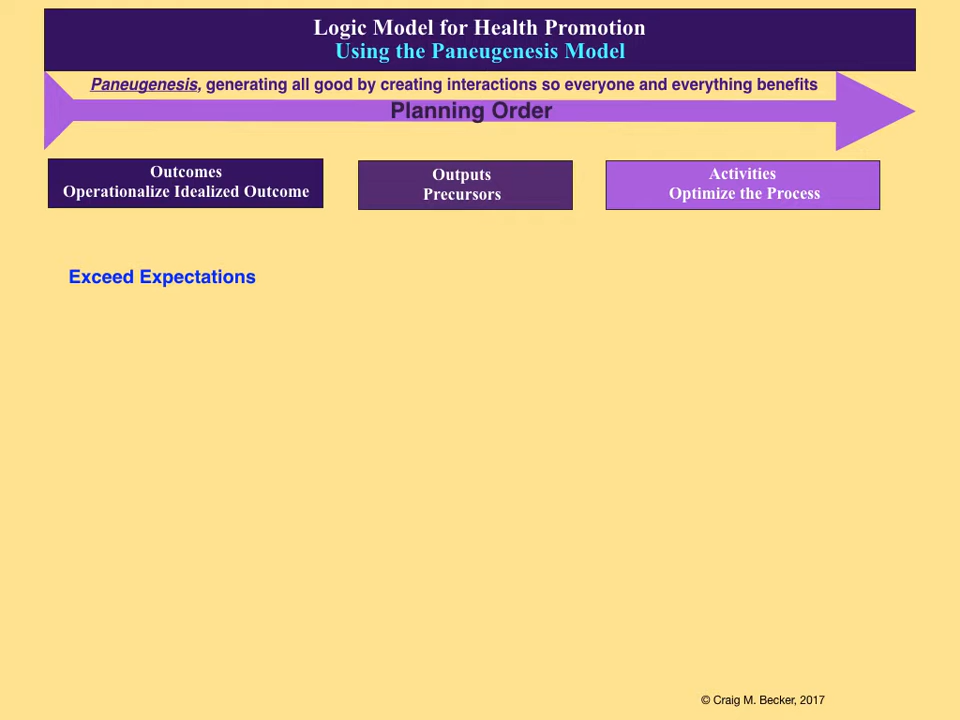 Logic Model for Health Promotion
Using the Paneugenesis Model
Paneugenesis, generating all good by creating interactions so everyone and everything benefits
Planning Order
Outcomes
Operationalize Idealized Outcome
Outputs
Precursors
Activities
Optimize the Process
Exceed Expectations
© Craig M. Becker, 2017